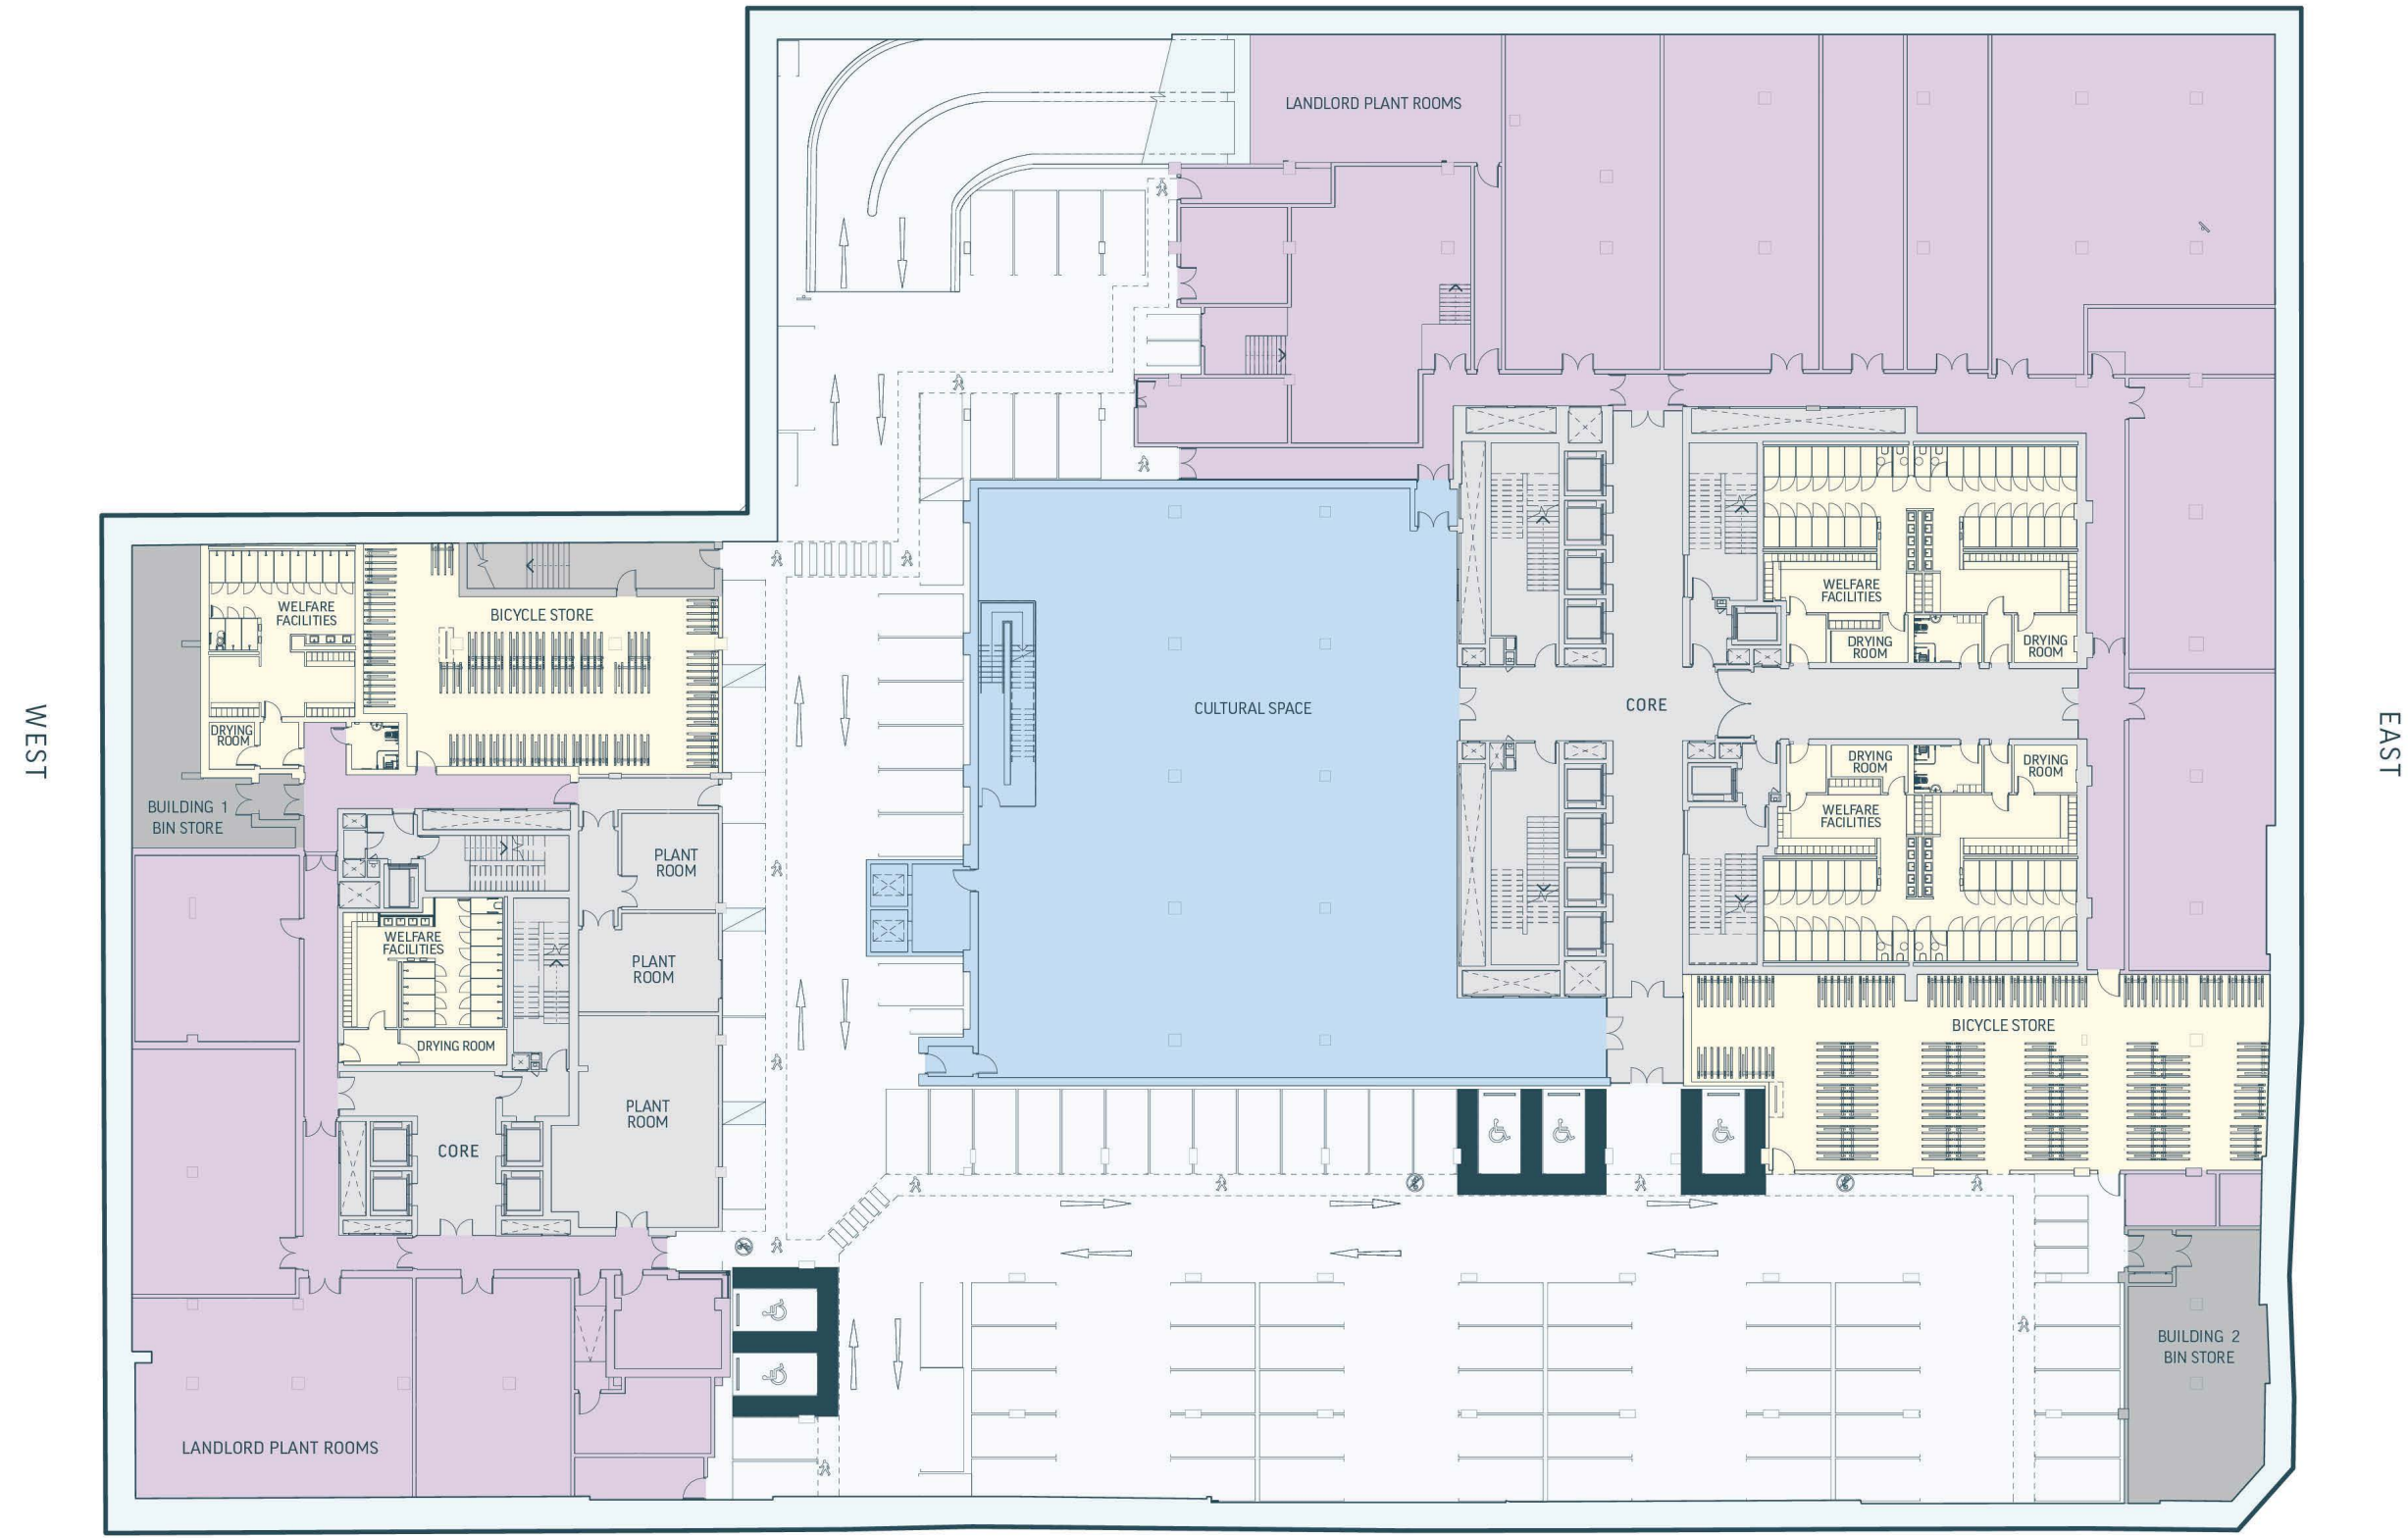 LANDLORD PLANT ROOMS
WELFARE
FACILITIES
BICYCLE STORE
WELFARE
FACILITIES
DRYING
ROOM
DRYING
ROOM
WEST
DRYING
ROOM
CULTURAL SPACE
CORE
EAST
DRYING
ROOM
DRYING
ROOM
BUILDING 1
BIN STORE
WELFARE
FACILITIES
PLANT
ROOM
WELFARE
FACILITIES
PLANT
ROOM
BICYCLE STORE
DRYING ROOM
PLANT
ROOM
CORE
BUILDING 2
BIN STORE
LANDLORD PLANT ROOMS